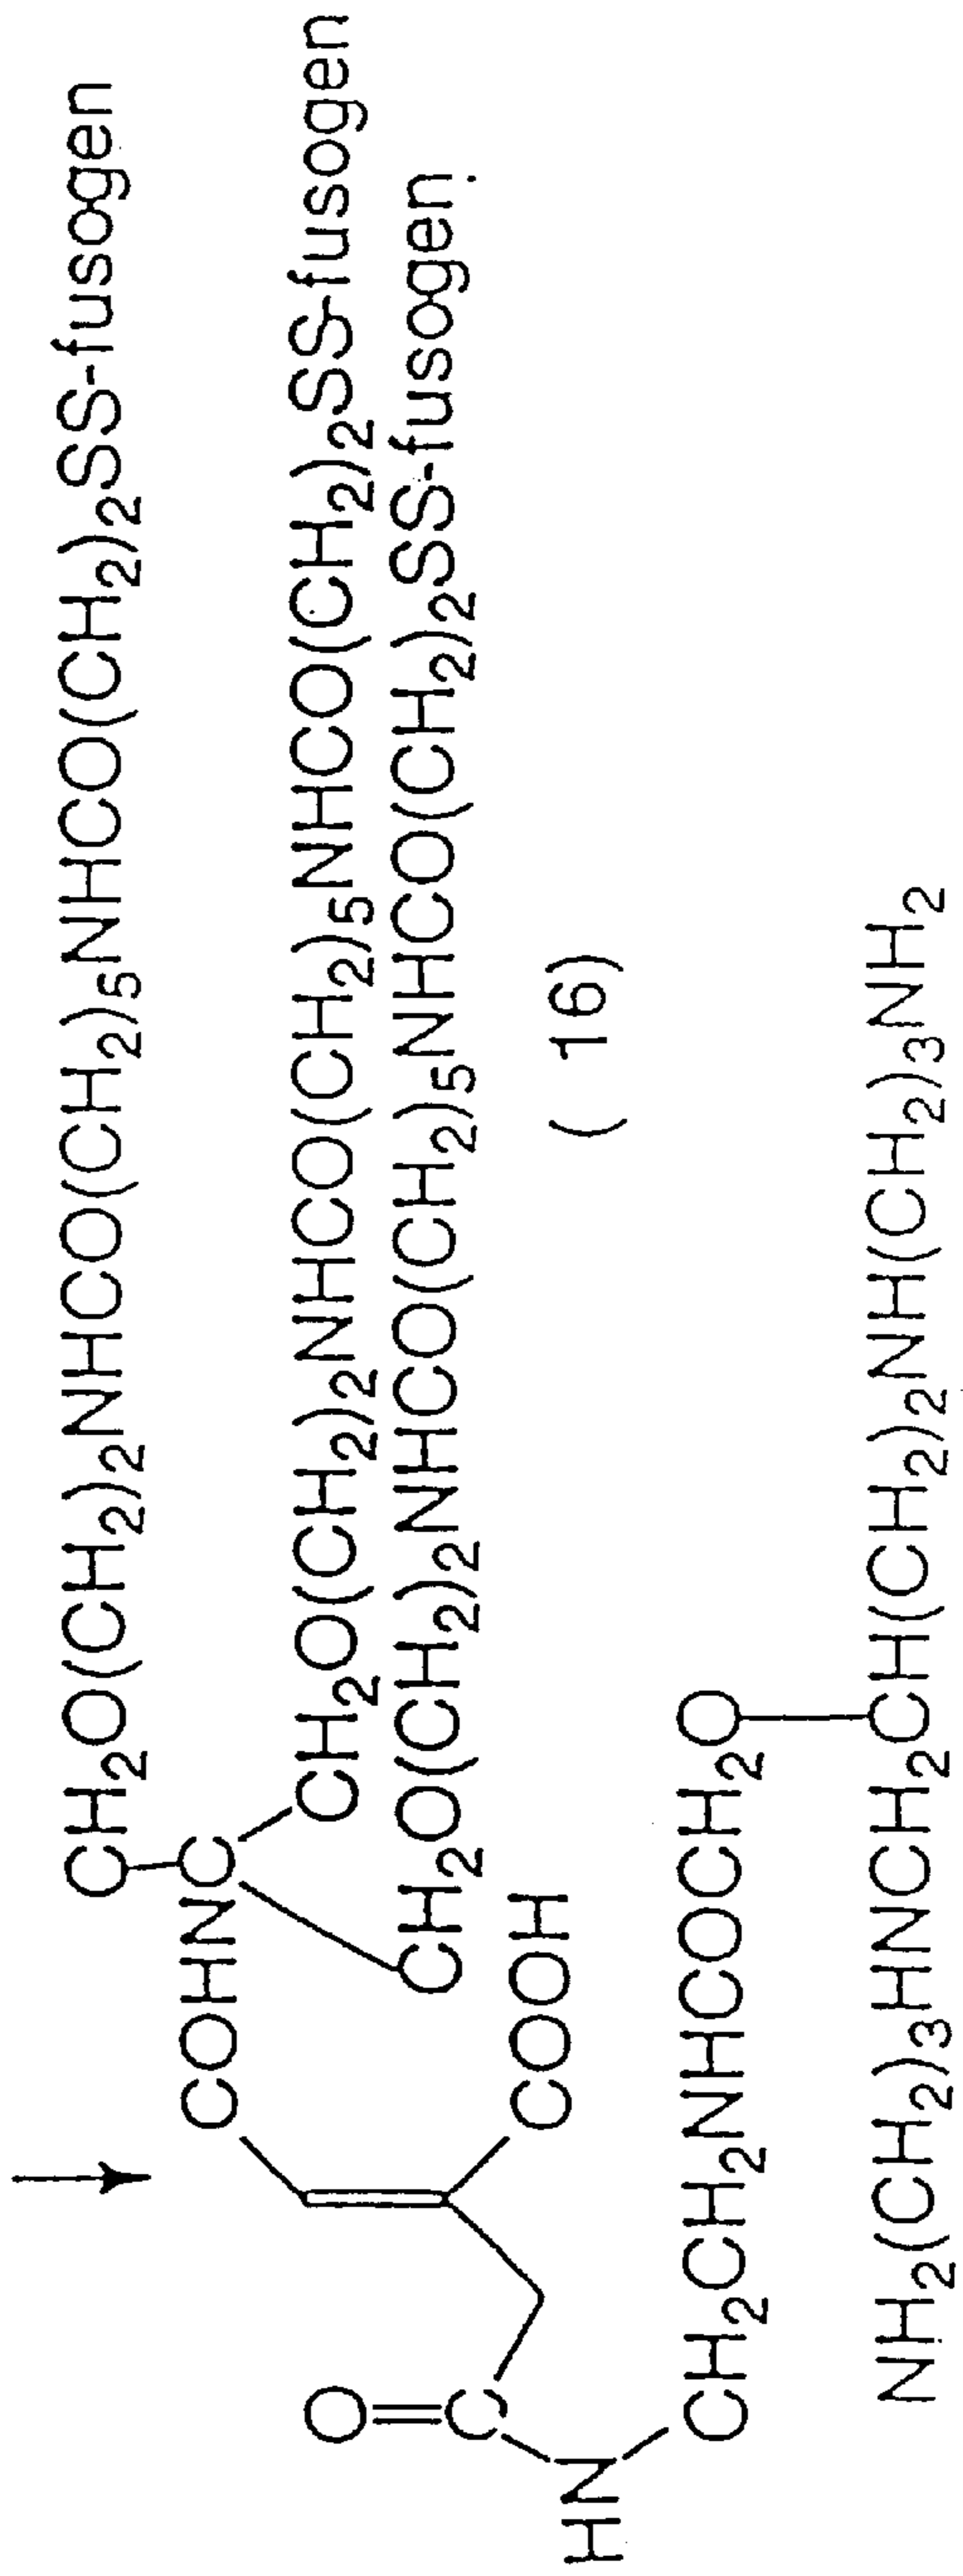 CH₂O(CH₂)₂NHCO(CH₂)₅NHCO(CH₂)₂SS-fusogen
COHNC
CH₂O(CH₂)₂NHCO(CH₂)₅NHCO(CH₂)₂SS-fusogen
CH₂O(CH₂)₂NHCO(CH₂)₅NHCO(CH₂)₂SS-fusogen
O
C
COOH
( 16)
HN
CH₂CH₂NHCOCH₂O
NH₂(CH₂)₃HNCH₂CH(CH₂)₂NH(CH₂)₃NH₂